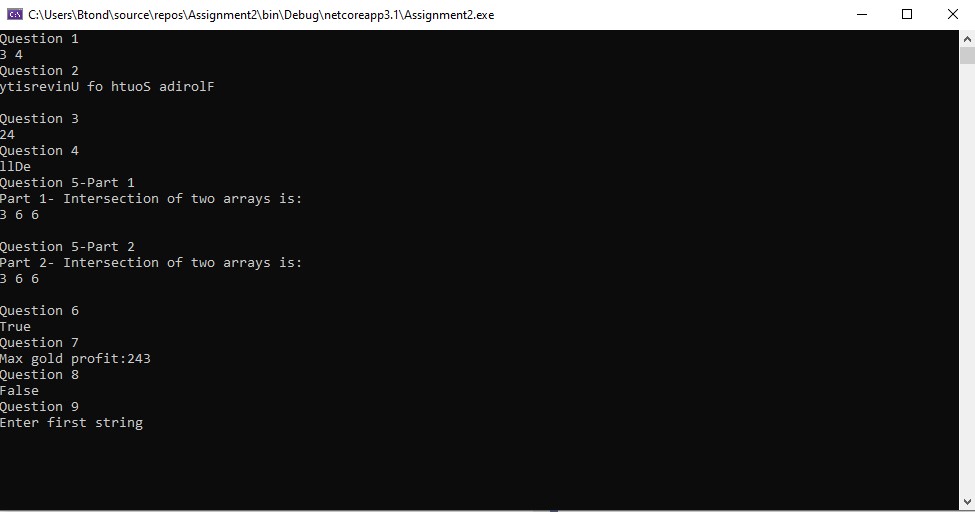 C:\Users\Btond\source\repos\Assignment2\bin\Debug\netcoreapp3.1\Assignment2.exe
Question 1
3 4
Question 2
ytisrevinU fo htuoS adirolF
Question 3
24
Question 4
llDe
Question 5-Part 1
Part 1- Intersection of two arrays is:
3 6 6
Question 5-Part 2
Part 2- Intersection of two arrays is:
3 6 6
Question 6
True
Question 7
Max gold profit:243
Question 8
False
Question 9
Enter first string